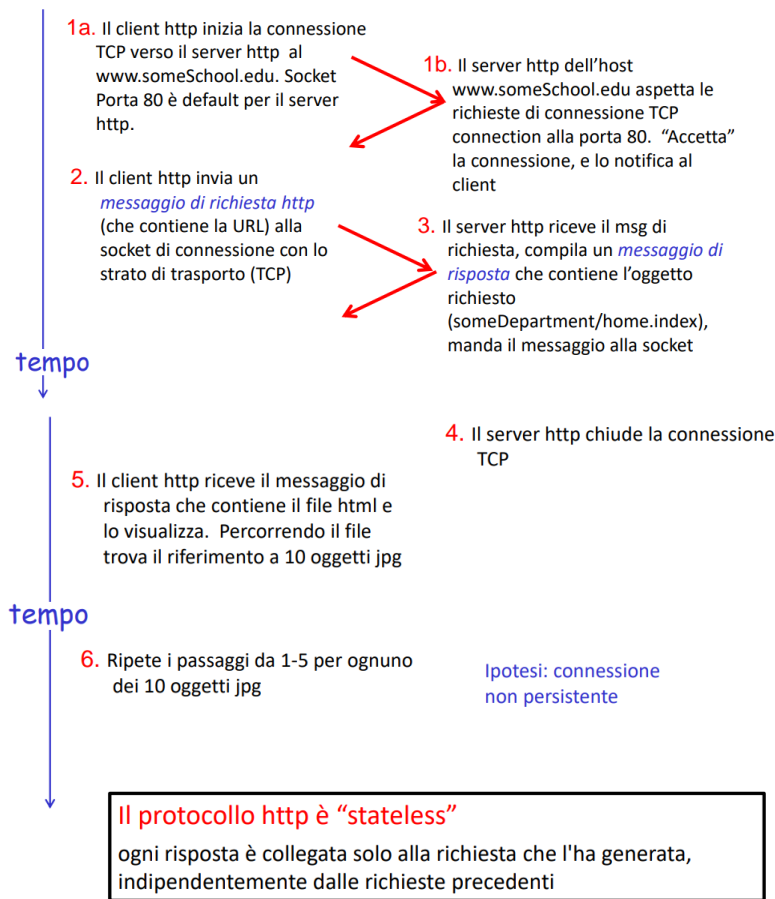 1a. Il client http inizia la connessione
TCP verso il server http al
www.someSchool.edu. Socket
Porta 80 è default per il server
http.
1b. Il server http dell’host
www.someSchool.edu aspetta le
richieste di connessione TCP
connection alla porta 80. “Accetta”
la connessione, e lo notifica al
client
2. Il client http invia un
messaggio di richiesta http
(che contiene la URL) alla
socket di connessione con lo
strato di trasporto (TCP)
3. Il server http riceve il msg di
richiesta, compila un messaggio di
risposta che contiene l’oggetto
richiesto
(someDepartment/home.index),
manda il messaggio alla socket
tempo
4. Il server http chiude la connessione
TCP
5. Il client http riceve il messaggio di
risposta che contiene il file html e
lo visualizza. Percorrendo il file
trova il riferimento a 10 oggetti jpg
tempo
6. Ripete i passaggi da 1-5 per ognuno
dei 10 oggetti jpg
Ipotesi: connessione
non persistente
Il protocollo http è “stateless”
ogni risposta è collegata solo alla richiesta che l'ha generata,
indipendentemente dalle richieste precedenti